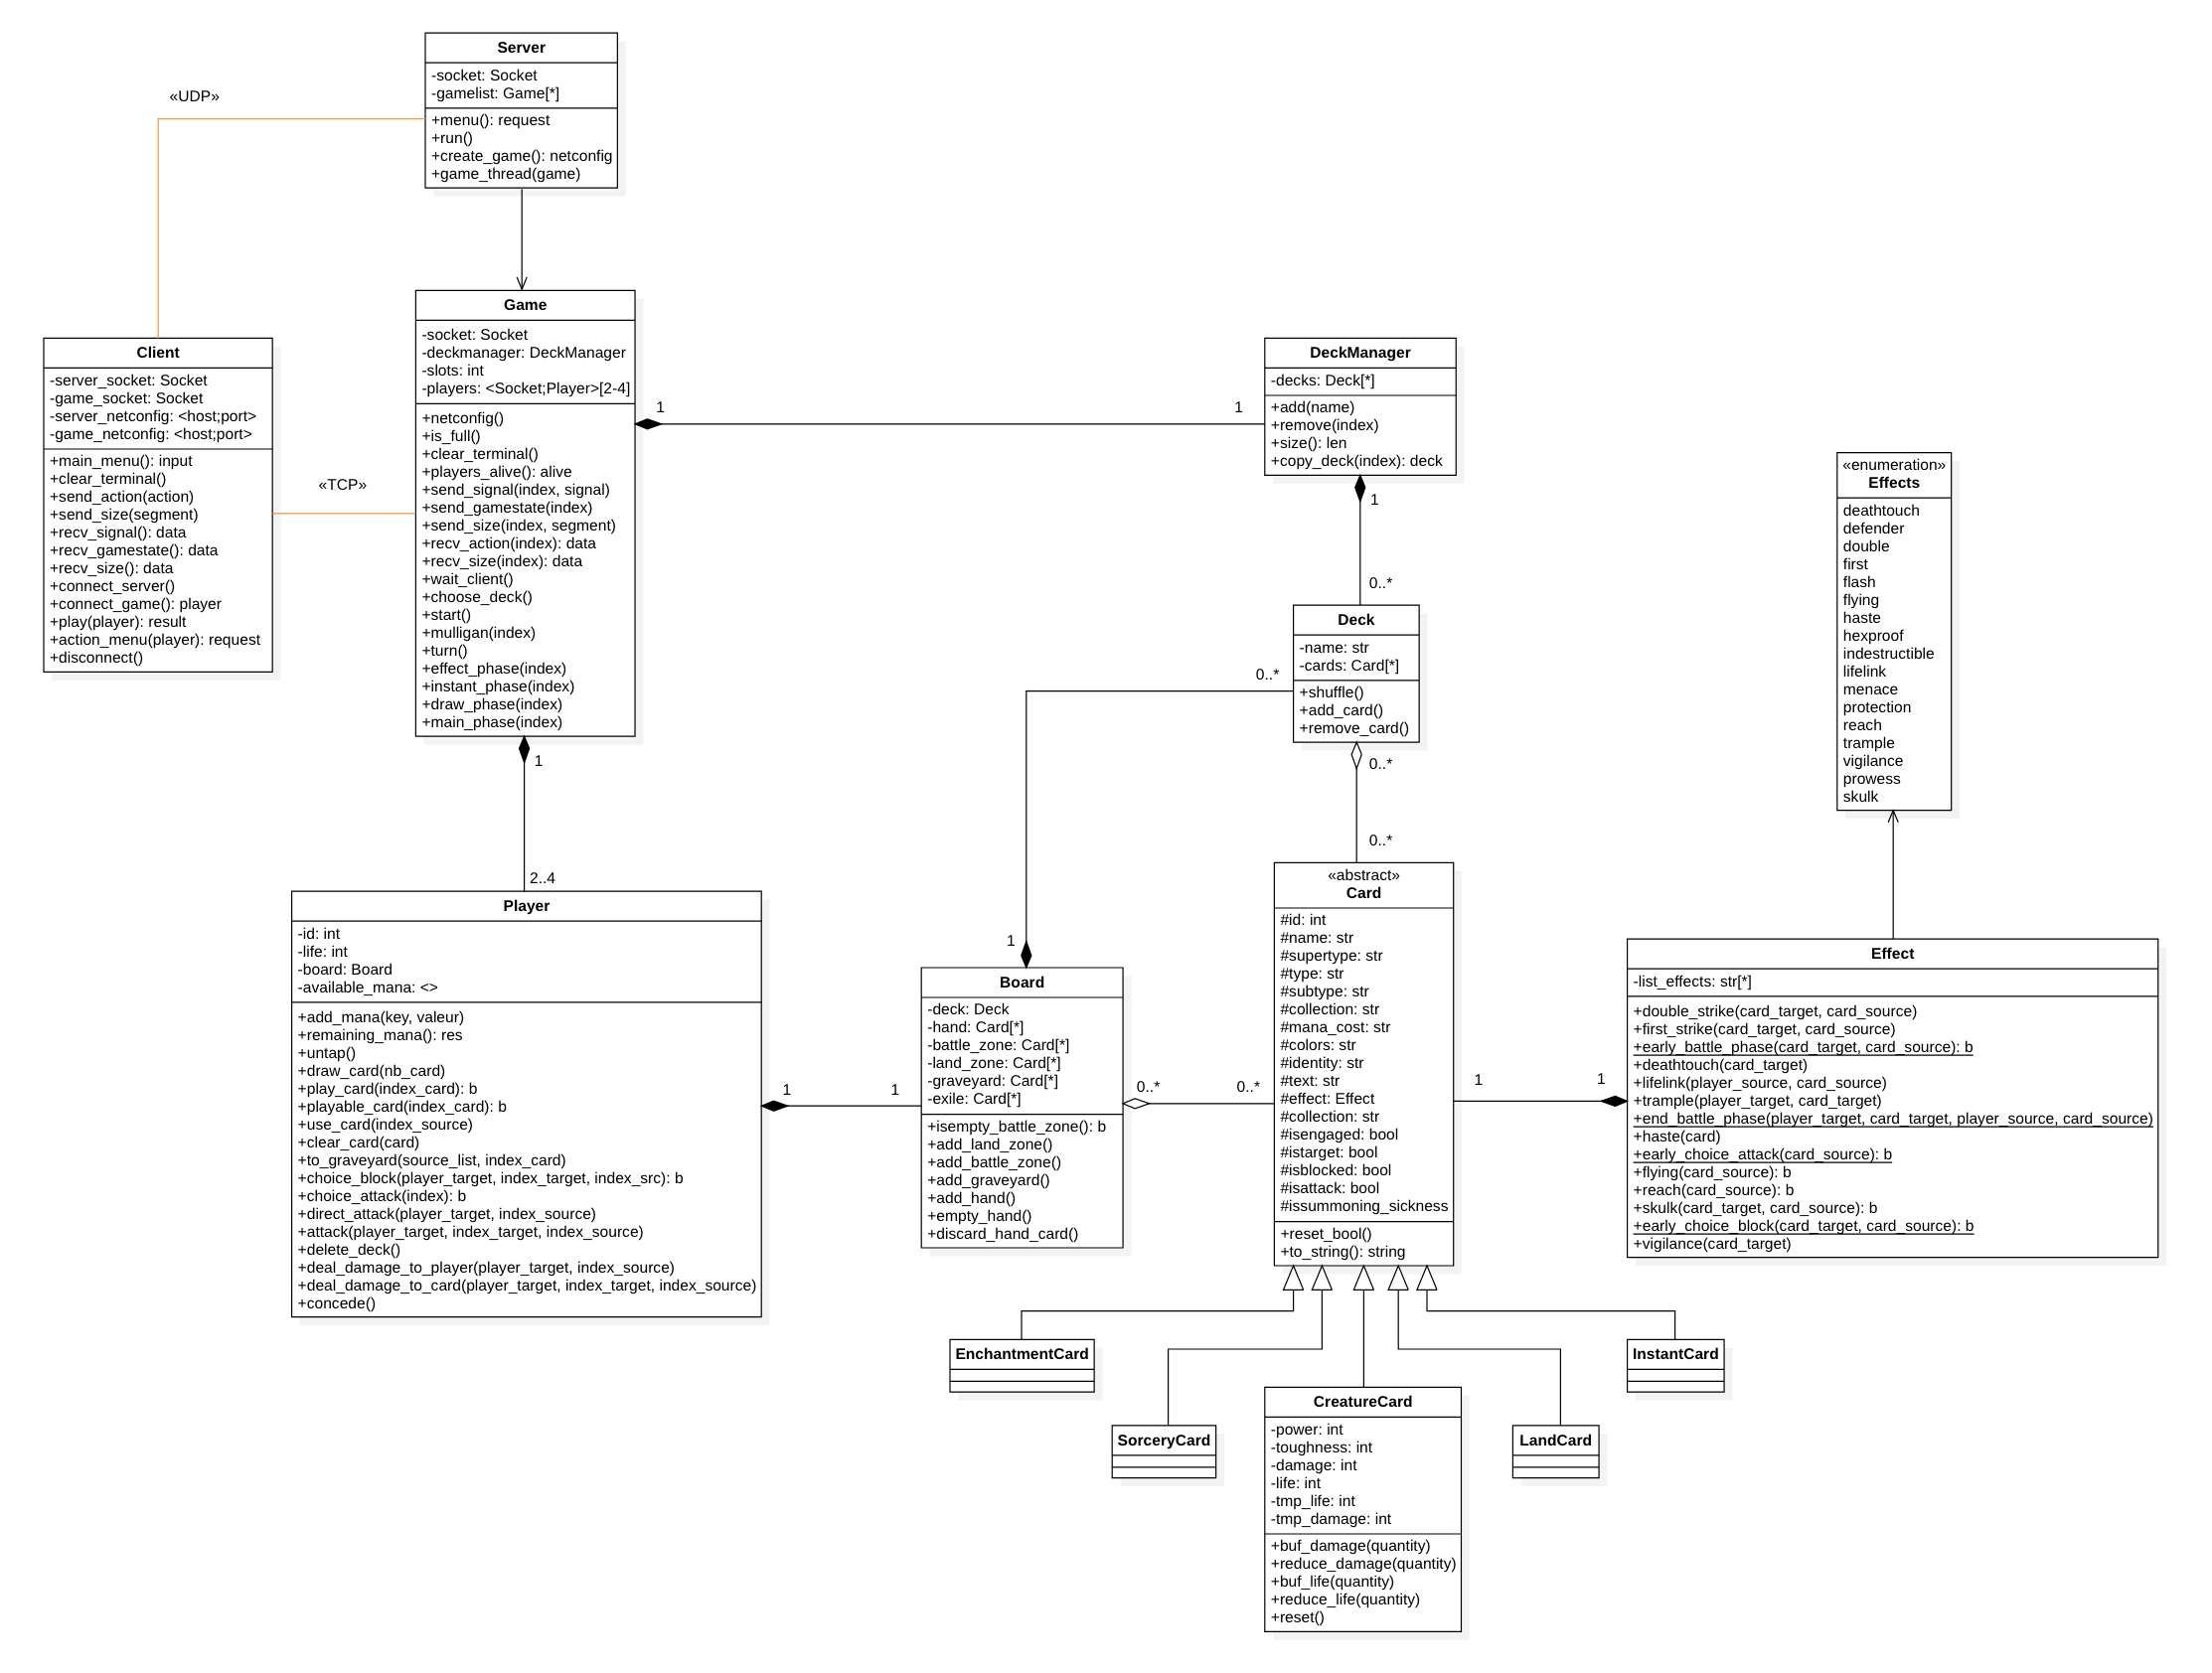 Server
-socket: Socket
-gamelist: Game[*]
+menu(): request
+run()
+create_game(): netconfig
+game_thread(game)
«UDP»
Game
-socket: Socket
-deckmanager: DeckManager
-slots: int
-players: <Socket;Player>[2-4]
+netconfig()
+is_full()
+clear_terminal()
+players_alive(): alive
+send_signal(index, signal)
+send_gamestate(index)
+send_size(index, segment)
+recv_action(index): data
+recv_size(index): data
+wait_client()
+choose_deck()
+start()
+mulligan(index)
+turn()
+effect_phase(index)
+instant_phase(index)
+draw_phase(index)
+main_phase(index)
Client
-server_socket: Socket
-game_socket: Socket
-server_netconfig: <host;port>
-game_netconfig: <host;port>
+main_menu(): input
+clear_terminal()
+send_action(action)
+send_size(segment)
+recv_signal(): data
+recv_gamestate(): data
+recv_size(): data
+connect_server()
+connect_game(): player
+play(player): result
+action_menu(player): request
+disconnect()
«TCP»
1
1
DeckManager
-decks: Deck[*]
+add(name)
+remove(index)
+size(): len
+copy_deck(index): deck
1
0..*
Deck
-name: str
-cards: Card[*]
+shuffle()
+add_card()
+remove_card()
0..*
0..*
0..*
1
«enumeration»
Effects
deathtouch
defender
double
first
flash
flying
haste
hexproof
indestructible
lifelink
menace
protection
reach
trample
vigilance
prowess
skulk
1
2..4
Player
-id: int
-life: int
-board: Board
-available_mana: <>
+add_mana(key, valeur)
+remaining_mana(): res
+untap()
+draw_card(nb_card)
+play_card(index_card): b
+playable_card(index_card): b
+use_card(index_source)
+clear_card(card)
+to_graveyard(source_list, index_card)
+choice_block(player_target, index_target, index_src): b
+choice_attack(index): b
+direct_attack(player_target, index_source)
+attack(player_target, index_target, index_source)
+delete_deck()
+deal_damage_to_player(player_target, index_source)
+deal_damage_to_card(player_target, index_target, index_source)
+concede()
1
1
Board
-deck: Deck
-hand: Card[*]
-battle_zone: Card[*]
-land_zone: Card[*]
-graveyard: Card[*]
-exile: Card[*]
+isempty_battle_zone(): b
+add_land_zone()
+add_battle_zone()
+add_graveyard()
+add_hand()
+empty_hand()
+discard_hand_card()
0..*
0..*
«abstract»
Card
#id: int
#name: str
#supertype: str
#type: str
#subtype: str
#collection: str
#mana_cost: str
#colors: str
#identity: str
#text: str
#effect: Effect
#collection: str
#isengaged: bool
#istarget: bool
#isblocked: bool
#isattack: bool
#issummoning_sickness
+reset_bool()
+to_string(): string
1
1
Effect
-list_effects: str[*]
+double_strike(card_target, card_source)
+first_strike(card_target, card_source)
+early_battle_phase(card_target, card_source): b
+deathtouch(card_target)
+lifelink(player_source, card_source)
+trample(player_target, card_target)
+end_battle_phase(player_target, card_target, player_source, card_source)
+haste(card)
+early_choice_attack(card_source): b
+flying(card_source): b
+reach(card_source): b
+skulk(card_target, card_source): b
+early_choice_block(card_target, card_source): b
+vigilance(card_target)
EnchantmentCard
SorceryCard
CreatureCard
-power: int
-toughness: int
-damage: int
-life: int
-tmp_life: int
-tmp_damage: int
+buf_damage(quantity)
+reduce_damage(quantity)
+buf_life(quantity)
+reduce_life(quantity)
+reset()
LandCard
InstantCard